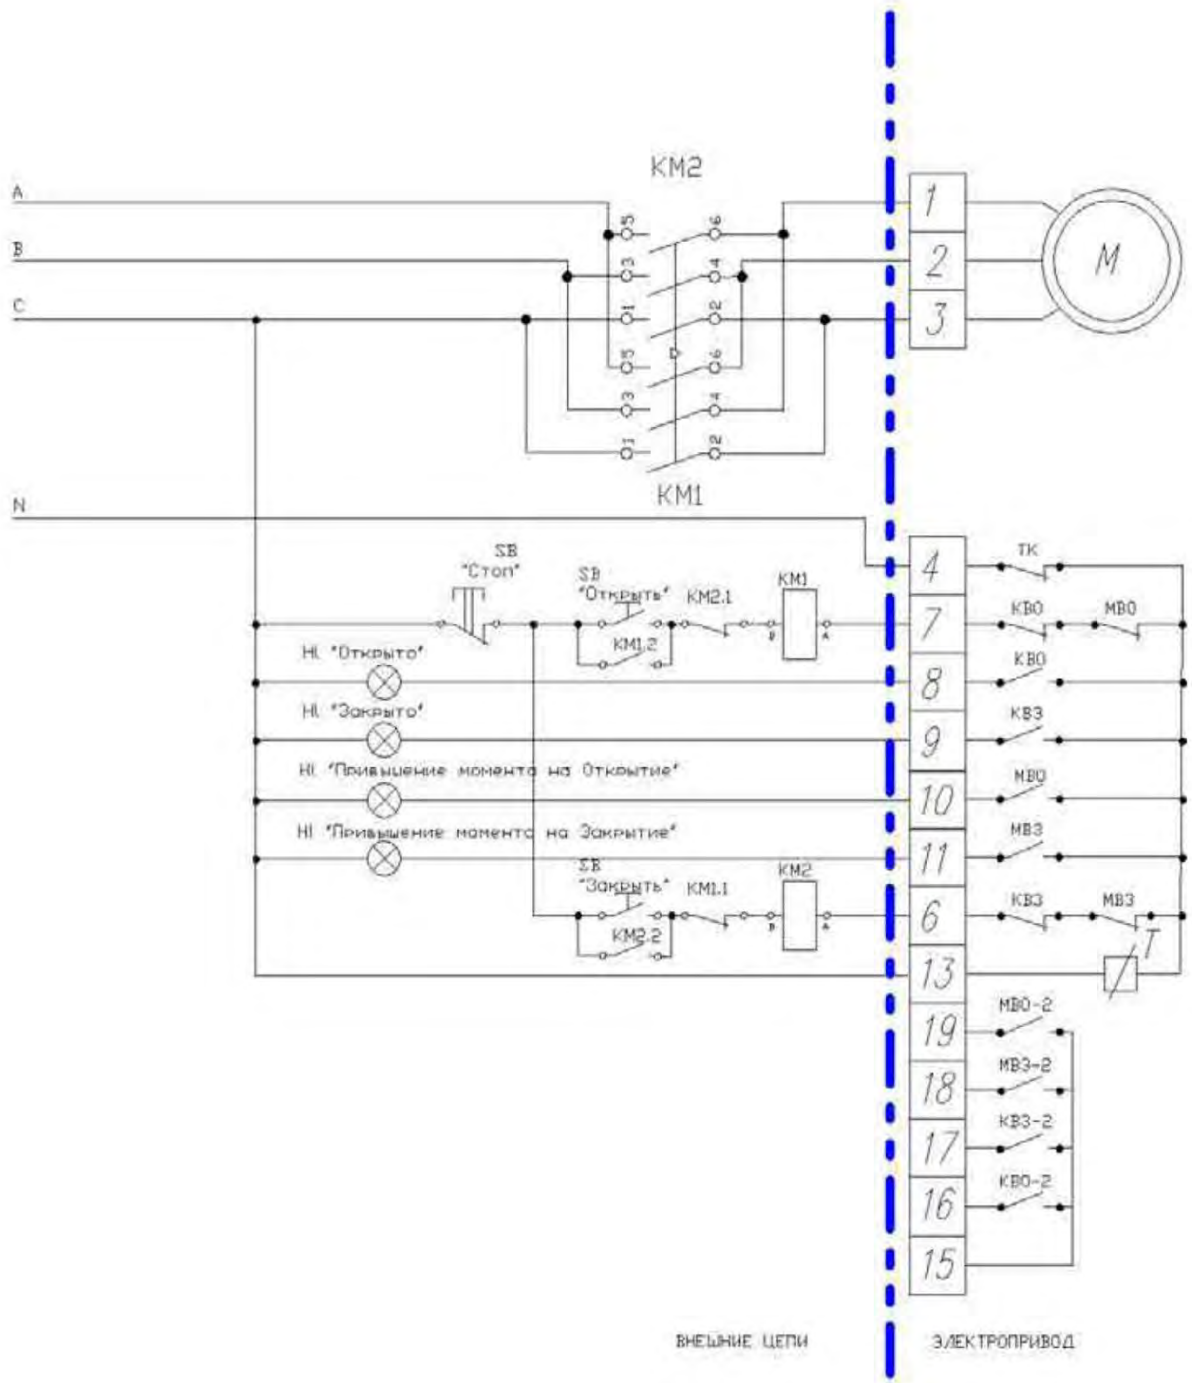 KM2
A
B
C
5 6
3 4
1 2
5 6
3 4
1 2
KM1
N
1
2
3
M
SB
"Стоп"
SB
"Открыть"
KM1.2
KM2.1
KM1
B A
Hl "Открыто"
Hl "Закрыто"
Hl "Привышение момента на Открытие"
Hl "Привышение момента на Закрытие"
SB
"Закрыть"
KM2.2
KM1.1
KM2
B A
4 ТК
7 КВО МВО
8 КВО
9 КВЗ
10 МВО
11 МВЗ
6 КВЗ МВЗ
13 T
19 МВО-2
18 МВЗ-2
17 КВЗ-2
16 КВО-2
15
ВНЕШНИЕ ЦЕПИ
ЭЛЕКТРОПРИВОД